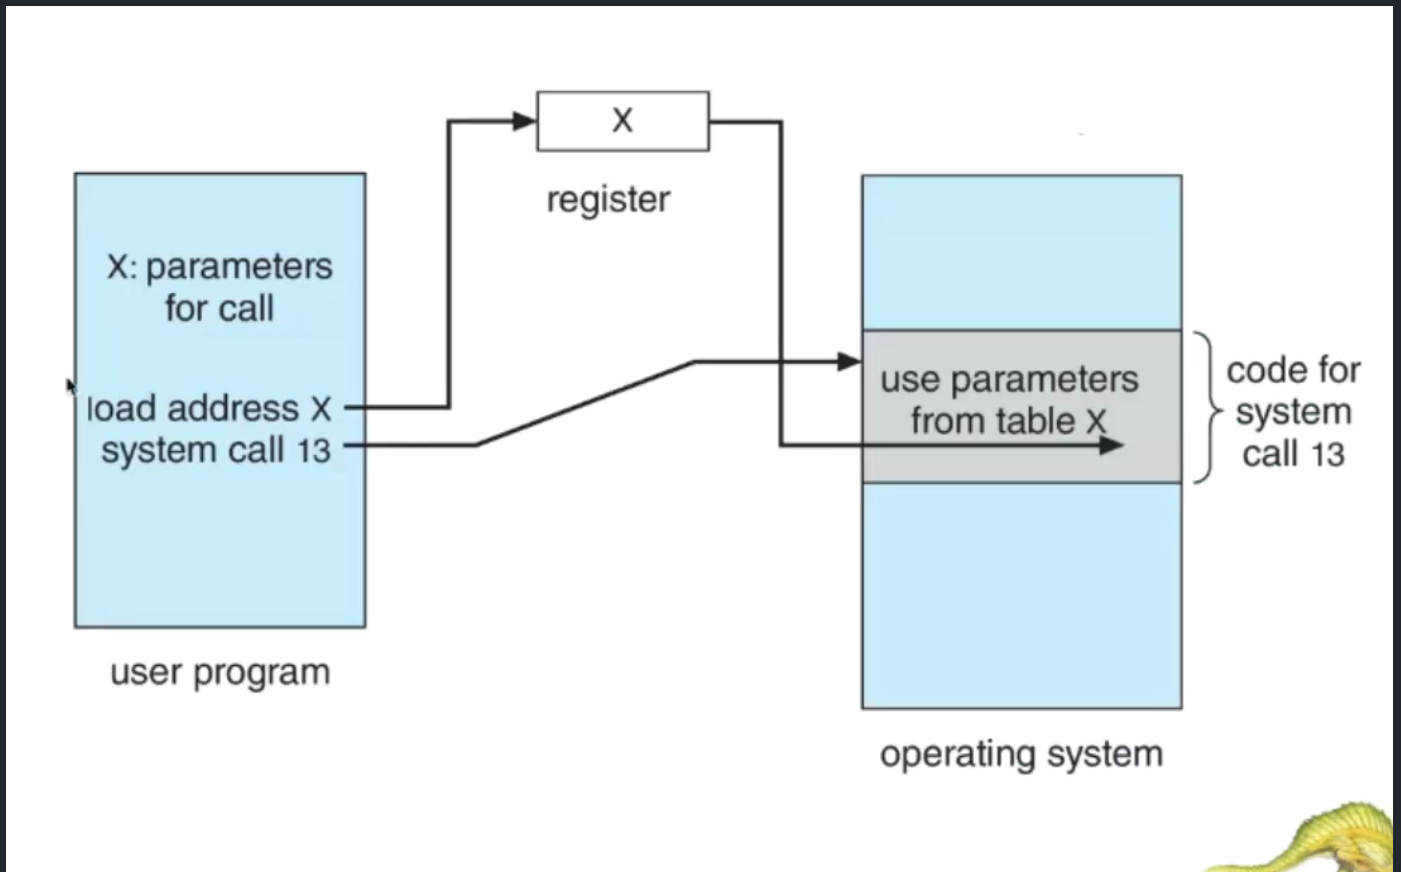 X
register
X: parameters
for call
load address X
system call 13
user program
use parameters
from table X
code for
system
call 13
operating system